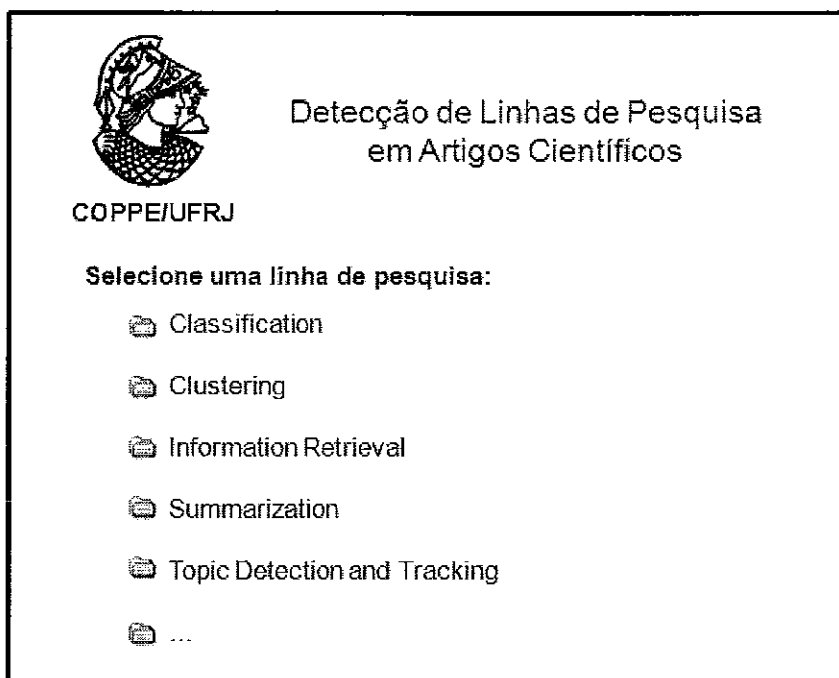 Detecção de Linhas de Pesquisa
em Artigos Científicos
COPPE/UFRJ
Selecione uma linha de pesquisa:
Classification
Clustering
Information Retrieval
Summarization
Topic Detection and Tracking
...